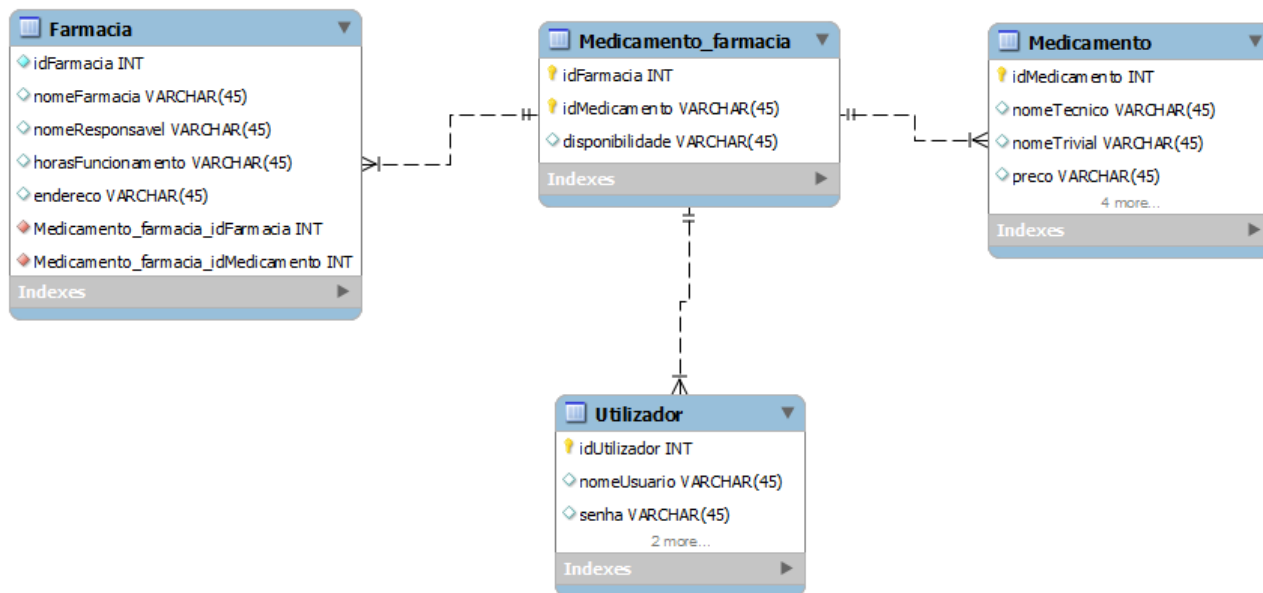 Farmacia
idFarmacia INT
nomeFarmacia VARCHAR(45)
nomeResponsavel VARCHAR(45)
horasFuncionamento VARCHAR(45)
endereco VARCHAR(45)
Medicamento_farmacia_idFarmacia INT
Medicamento_farmacia_idMedicamento INT
Indexes
Medicamento_farmacia
idFarmacia INT
idMedicamento VARCHAR(45)
disponibilidade VARCHAR(45)
Indexes
Medicamento
idMedicamento INT
nomeTecnico VARCHAR(45)
nomeTrivial VARCHAR(45)
preco VARCHAR(45)
4 more...
Indexes
Utilizador
idUtilizador INT
nomeUsuario VARCHAR(45)
senha VARCHAR(45)
2 more...
Indexes